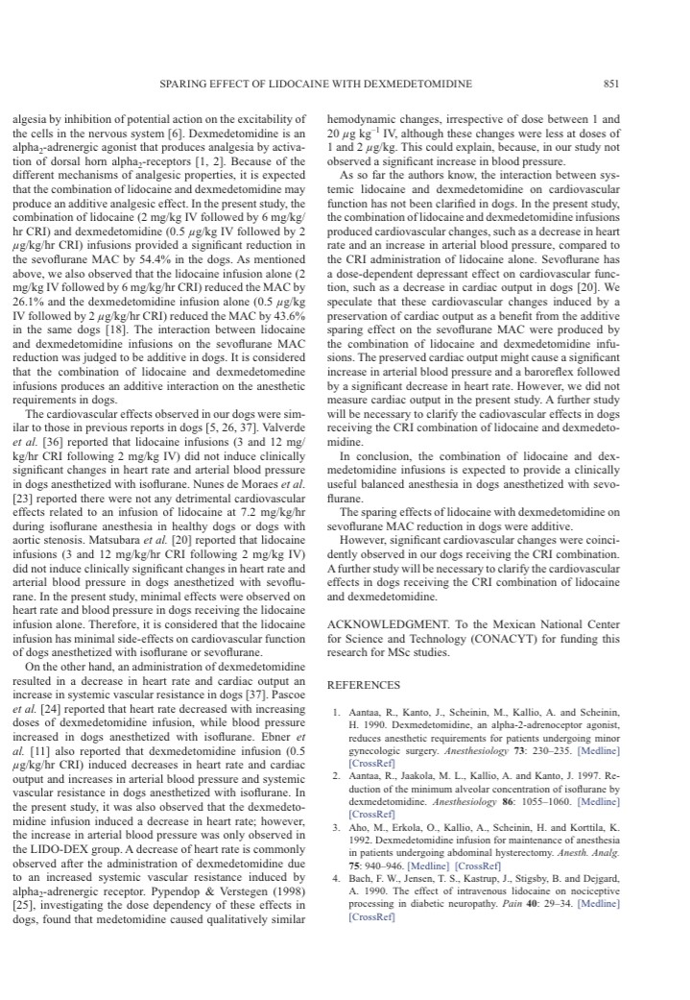 SPARING EFFECT OF LIDOCAINE WITH DEXMEDETOMIDINE
851
algesia by inhibition of potential action on the excitability of
the cells in the nervous system [6]. Dexmedetomidine is an
alpha2-adrenergic agonist that produces analgesia by activa-
tion of dorsal horn alpha2-receptors [1, 2]. Because of the
different mechanisms of analgesic properties, it is expected
that the combination of lidocaine and dexmedetomidine may
produce an additive analgesic effect. In the present study, the
combination of lidocaine (2 mg/kg IV followed by 6 mg/kg/
hr CRI) and dexmedetomidine (0.5 μg/kg IV followed by 2
μg/kg/hr CRI) infusions provided a significant reduction in
the sevoflurane MAC by 54.4% in the dogs. As mentioned
above, we also observed that the lidocaine infusion alone (2
mg/kg IV followed by 6 mg/kg/hr CRI) reduced the MAC by
26.1% and the dexmedetomidine infusion alone (0.5 μg/kg
IV followed by 2 μg/kg/hr CRI) reduced the MAC by 43.6%
in the same dogs [18]. The interaction between lidocaine
and dexmedetomidine infusions on the sevoflurane MAC
reduction was judged to be additive in dogs. It is considered
that the combination of lidocaine and dexmedetomedine
infusions produces an additive interaction on the anesthetic
requirements in dogs.
The cardiovascular effects observed in our dogs were sim-
ilar to those in previous reports in dogs [5, 26, 37]. Valverde
et al. [36] reported that lidocaine infusions (3 and 12 mg/
kg/hr CRI following 2 mg/kg IV) did not induce clinically
significant changes in heart rate and arterial blood pressure
in dogs anesthetized with isoflurane. Nunes de Moraes et al.
[23] reported there were not any detrimental cardiovascular
effects related to an infusion of lidocaine at 7.2 mg/kg/hr
during isoflurane anesthesia in healthy dogs or dogs with
aortic stenosis. Matsubara et al. [20] reported that lidocaine
infusions (3 and 12 mg/kg/hr CRI following 2 mg/kg IV)
did not induce clinically significant changes in heart rate and
arterial blood pressure in dogs anesthetized with sevoflu-
rane. In the present study, minimal effects were observed on
heart rate and blood pressure in dogs receiving the lidocaine
infusion alone. Therefore, it is considered that the lidocaine
infusion has minimal side-effects on cardiovascular function
of dogs anesthetized with isoflurane or sevoflurane.
On the other hand, an administration of dexmedetomidine
resulted in a decrease in heart rate and cardiac output an
increase in systemic vascular resistance in dogs [37]. Pascoe
et al. [24] reported that heart rate decreased with increasing
doses of dexmedetomidine infusion, while blood pressure
increased in dogs anesthetized with isoflurane. Ebner et
al. [11] also reported that dexmedetomidine infusion (0.5
μg/kg/hr CRI) induced decreases in heart rate and cardiac
output and increases in arterial blood pressure and systemic
vascular resistance in dogs anesthetized with isoflurane. In
the present study, it was also observed that the dexmedeto-
midine infusion induced a decrease in heart rate; however,
the increase in arterial blood pressure was only observed in
the LIDO-DEX group. A decrease of heart rate is commonly
observed after the administration of dexmedetomidine due
to an increased systemic vascular resistance induced by
alpha2-adrenergic receptor. Pypendop & Verstegen (1998)
[25], investigating the dose dependency of these effects in
dogs, found that medetomidine caused qualitatively similar
hemodynamic changes, irrespective of dose between 1 and
20 μg kg−1 IV, although these changes were less at doses of
1 and 2 μg/kg. This could explain, because, in our study not
observed a significant increase in blood pressure.
As so far the authors know, the interaction between sys-
temic lidocaine and dexmedetomidine on cardiovascular
function has not been clarified in dogs. In the present study,
the combination of lidocaine and dexmedetomidine infusions
produced cardiovascular changes, such as a decrease in heart
rate and an increase in arterial blood pressure, compared to
the CRI administration of lidocaine alone. Sevoflurane has
a dose-dependent depressant effect on cardiovascular func-
tion, such as a decrease in cardiac output in dogs [20]. We
speculate that these cardiovascular changes induced by a
preservation of cardiac output as a benefit from the additive
sparing effect on the sevoflurane MAC were produced by
the combination of lidocaine and dexmedetomidine infu-
sions. The preserved cardiac output might cause a significant
increase in arterial blood pressure and a baroreflex followed
by a significant decrease in heart rate. However, we did not
measure cardiac output in the present study. A further study
will be necessary to clarify the cadiovascular effects in dogs
receiving the CRI combination of lidocaine and dexmedeto-
midine.
In conclusion, the combination of lidocaine and dex-
medetomidine infusions is expected to provide a clinically
useful balanced anesthesia in dogs anesthetized with sevo-
flurane.
The sparing effects of lidocaine with dexmedetomidine on
sevoflurane MAC reduction in dogs were additive.
However, significant cardiovascular changes were coinci-
dently observed in our dogs receiving the CRI combination.
A further study will be necessary to clarify the cardiovascular
effects in dogs receiving the CRI combination of lidocaine
and dexmedetomidine.
ACKNOWLEDGMENT. To the Mexican National Center
for Science and Technology (CONACYT) for funding this
research for MSc studies.
REFERENCES
1. Aantaa, R., Kanto, J., Scheinin, M., Kallio, A. and Scheinin,
H. 1990. Dexmedetomidine, an alpha-2-adrenoceptor agonist,
reduces anesthetic requirements for patients undergoing minor
gynecologic surgery. Anesthesiology 73: 230–235. [Medline]
[CrossRef]
2. Aantaa, R., Jaakola, M. L., Kallio, A. and Kanto, J. 1997. Re-
duction of the minimum alveolar concentration of isoflurane by
dexmedetomidine. Anesthesiology 86: 1055–1060. [Medline]
[CrossRef]
3. Aho, M., Erkola, O., Kallio, A., Scheinin, H. and Korttila, K.
1992. Dexmedetomidine infusion for maintenance of anesthesia
in patients undergoing abdominal hysterectomy. Anesth. Analg.
75: 940–946. [Medline] [CrossRef]
4. Bach, F. W., Jensen, T. S., Kastrup, J., Stigsby, B. and Dejgard,
A. 1990. The effect of intravenous lidocaine on nociceptive
processing in diabetic neuropathy. Pain 40: 29–34. [Medline]
[CrossRef]